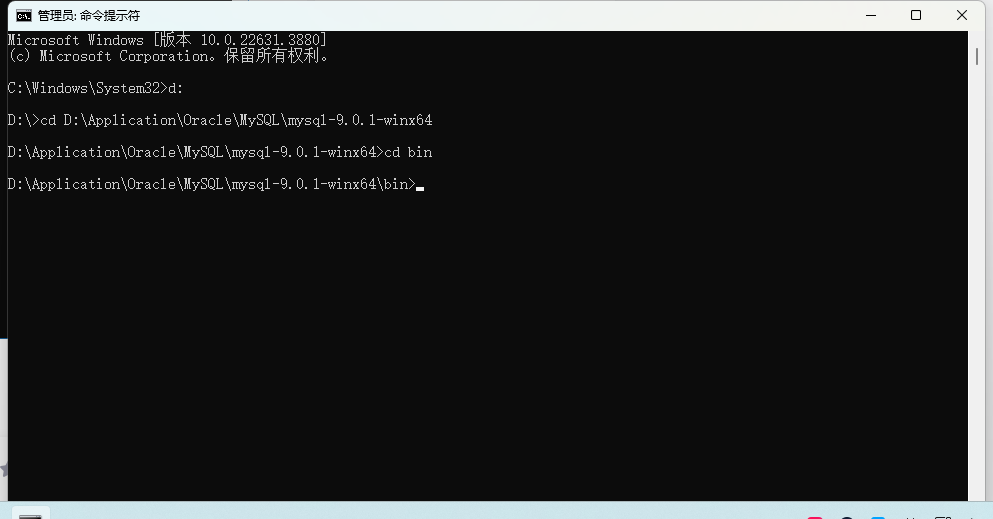 管理员: 命令提示符
Microsoft Windows [版本 10.0.22631.3880]
(c) Microsoft Corporation。保留所有权利。
C:\Windows\System32>d:
D:\>cd D:\Application\Oracle\MySQL\mysql-9.0.1-winx64
D:\Application\Oracle\MySQL\mysql-9.0.1-winx64>cd bin
D:\Application\Oracle\MySQL\mysql-9.0.1-winx64\bin>